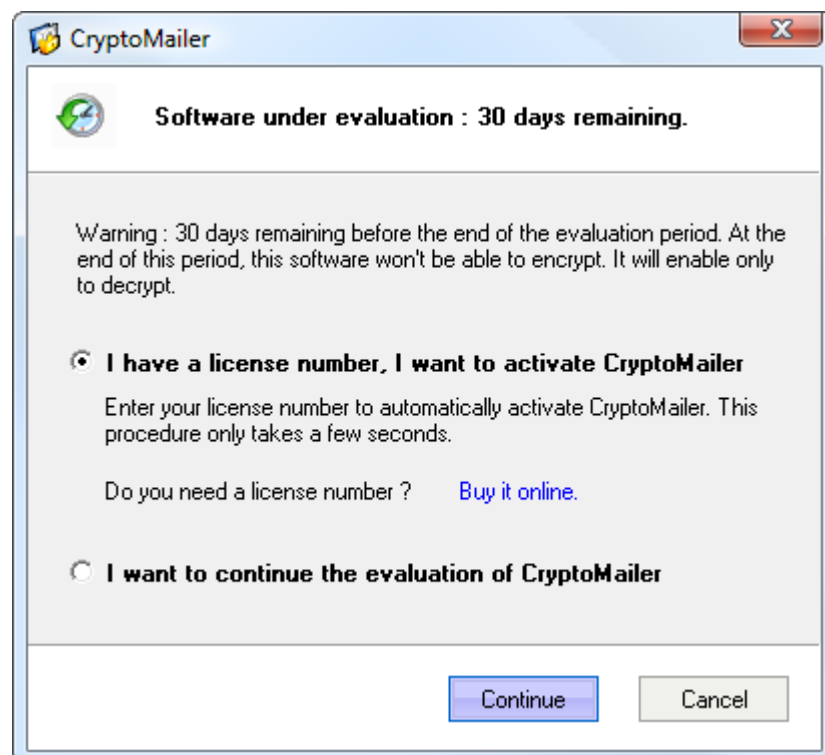 CryptoMailer
Software under evaluation : 30 days remaining.
Warning : 30 days remaining before the end of the evaluation period. At the
end of this period, this software won't be able to encrypt. It will enable only
to decrypt.
I have a license number, I want to activate CryptoMailer
Enter your license number to automatically activate CryptoMailer. This
procedure only takes a few seconds.
Do you need a license number ? Buy it online.
I want to continue the evaluation of CryptoMailer
Continue Cancel